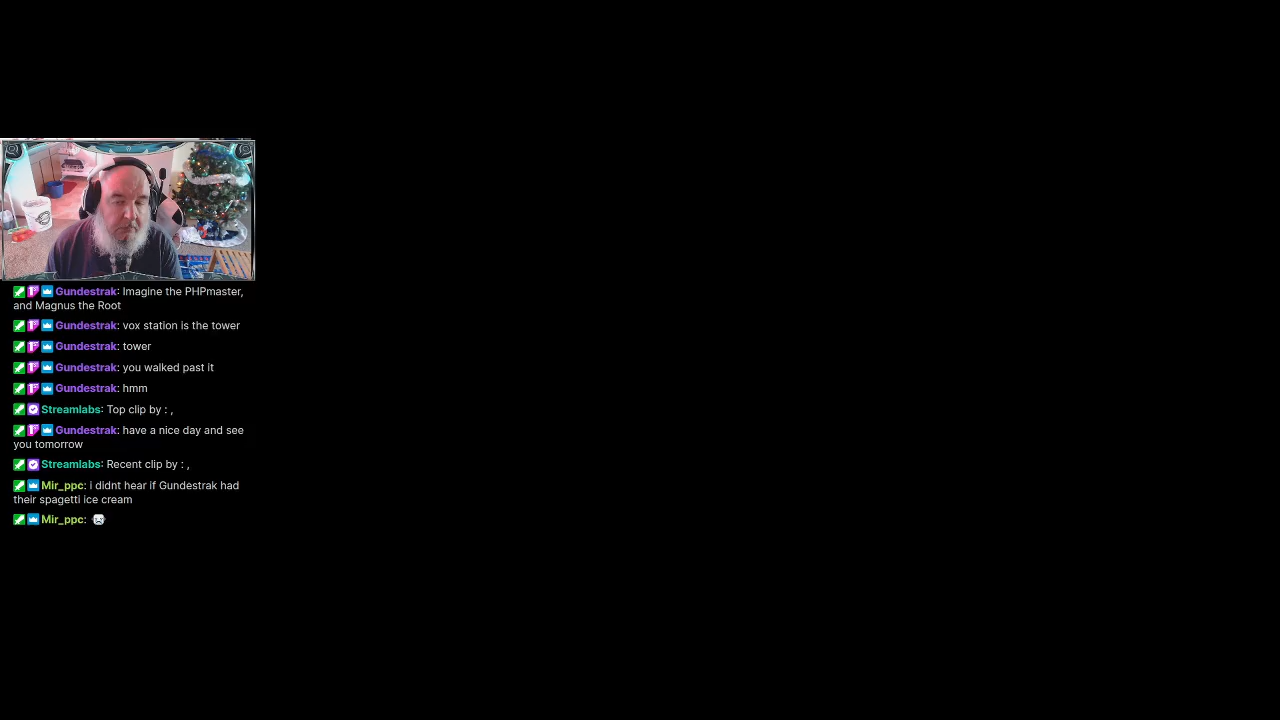 Gundestrak: Imagine the PHPmaster,
and Magnus the Root
Gundestrak: vox station is the tower
Gundestrak: tower
Gundestrak: you walked past it
Gundestrak: hmm
Streamlabs: Top clip by : ,
Gundestrak: have a nice day and see
you tomorrow
Streamlabs: Recent clip by : ,
Mir_ppc: i didnt hear if Gundestrak had
their spagetti ice cream
Mir_ppc: